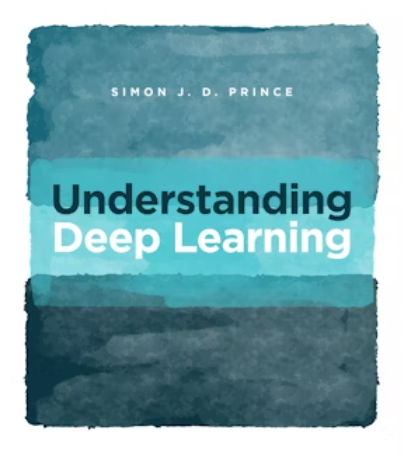 SIMON J. D. PRINCE
Understanding
Deep Learning